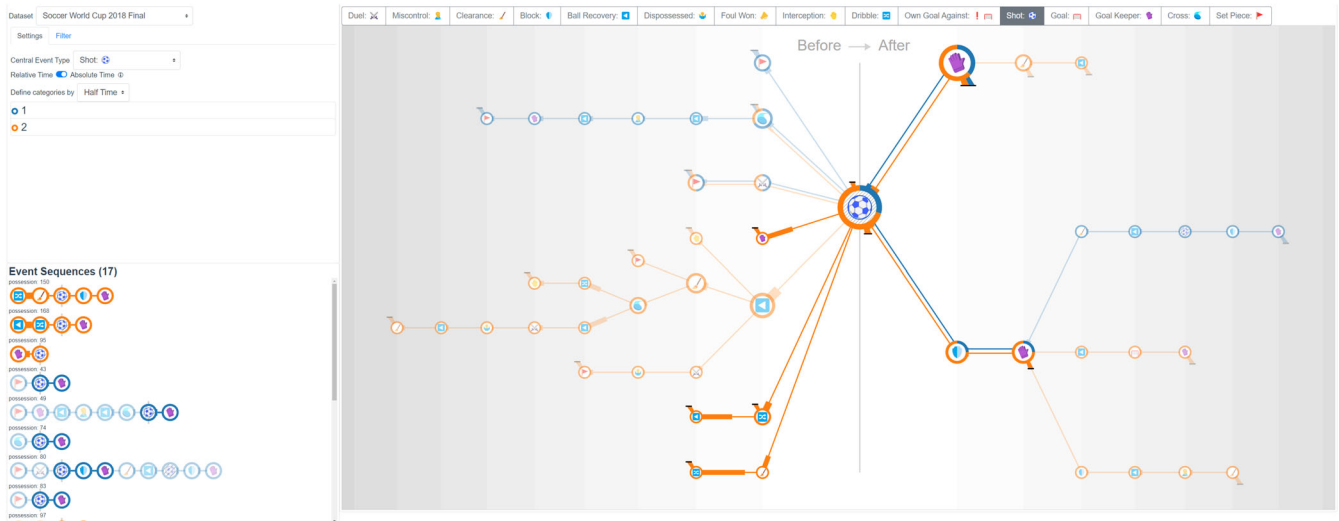 Dataset Soccer World Cup 2018 Final
Settings Filter
Central Event Type Shot:
Relative Time Absolute Time
Define categories by Half Time
1
2
Event Sequences (17)
possession: 150
possession: 168
possession: 95
possession: 43
possession: 49
possession: 74
possession: 80
possession: 83
possession: 97
Duel: Miscontrol: Clearance: Block: Ball Recovery: Dispossessed: Foul Won: Interception: Dribble: Own Goal Against: Shot: Goal: Goal Keeper: Cross: Set Piece:
Before → After